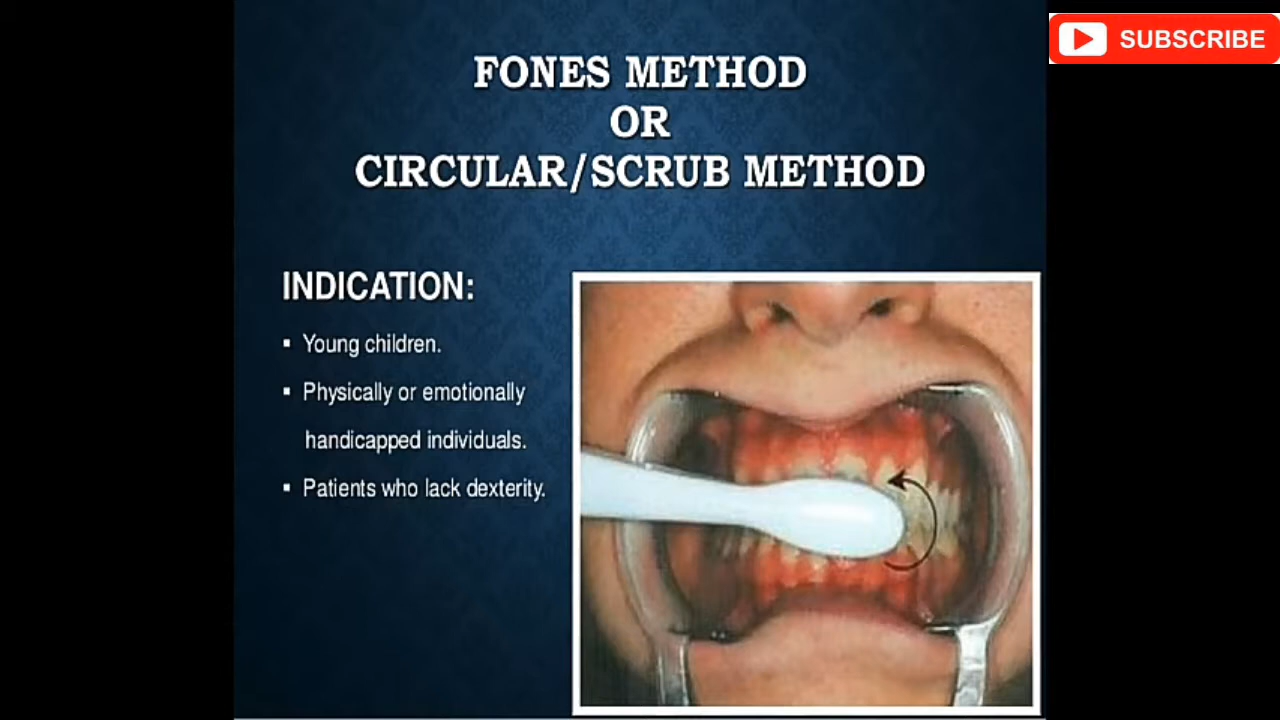 SUBSCRIBE
FONES METHOD
OR
CIRCULAR/SCRUB METHOD
INDICATION:
▪ Young children.
▪ Physically or emotionally
handicapped individuals.
▪ Patients who lack dexterity.